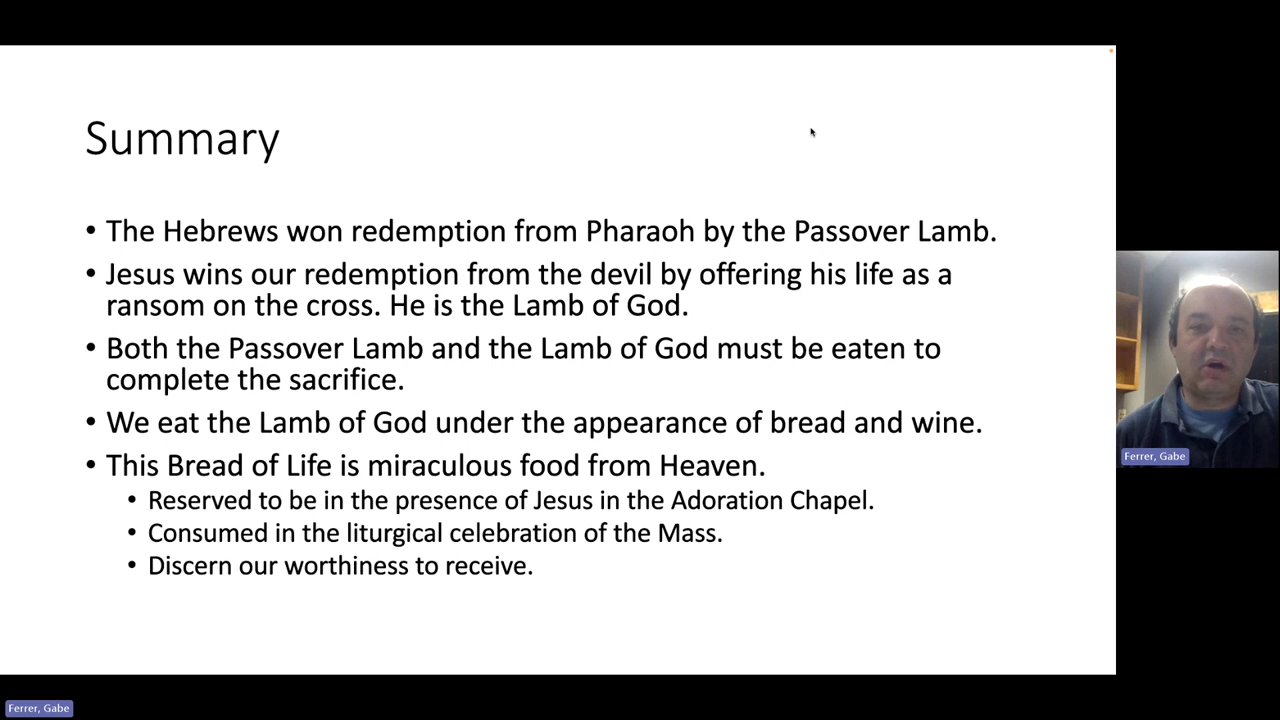 Summary
• The Hebrews won redemption from Pharaoh by the Passover Lamb.
• Jesus wins our redemption from the devil by offering his life as a
ransom on the cross. He is the Lamb of God.
• Both the Passover Lamb and the Lamb of God must be eaten to
complete the sacrifice.
• We eat the Lamb of God under the appearance of bread and wine.
• This Bread of Life is miraculous food from Heaven.
• Reserved to be in the presence of Jesus in the Adoration Chapel.
• Consumed in the liturgical celebration of the Mass.
• Discern our worthiness to receive.
Ferrer, Gabe
Ferrer, Gabe